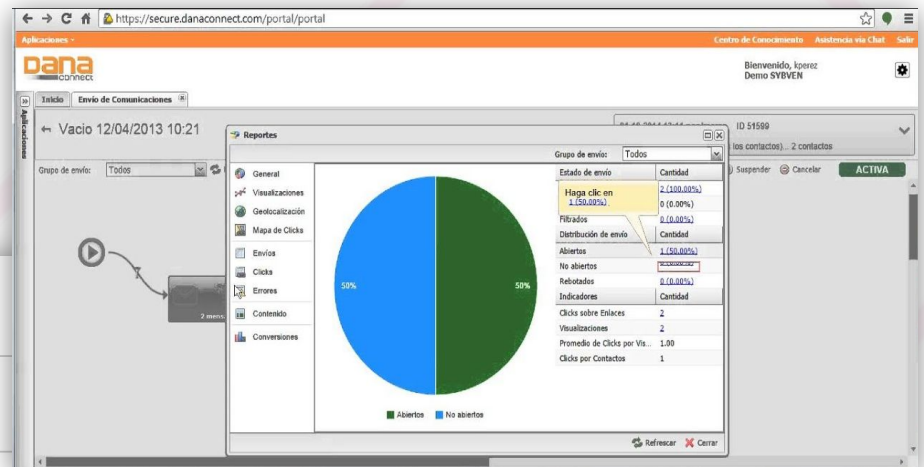 https://secure.danaconnect.com/portal/portal
Aplicaciones
Centro de Conocimiento Asistencia vía Chat Salir
Dana
connect
Bienvenido, kperez
Demo SYBVEN
Inicio Envío de Comunicaciones
Aplicaciones
Vacio 12/04/2013 10:21
ID 51599
los contactos)... 2 contactos
Grupo de envío: Todos
Suspender Cancelar ACTIVA
2 mens
Reportes
Grupo de envío: Todos
General
Visualizaciones
Geolocalización
Mapa de Clicks
Envíos
Clicks
Errores
Contenido
Conversiones
50%
50%
Abiertos No abiertos
Estado de envío Cantidad
Haga clic en
1 (50.00%)
2 (100.00%)
0 (0.00%)
Filtrados 0 (0.00%)
Distribución de envío Cantidad
Abiertos 1 (50.00%)
No abiertos
Rebotados 0 (0.00%)
Indicadores Cantidad
Clicks sobre Enlaces 2
Visualizaciones 2
Promedio de Clicks por Vis... 1.00
Clicks por Contactos 1
Refrescar Cerrar